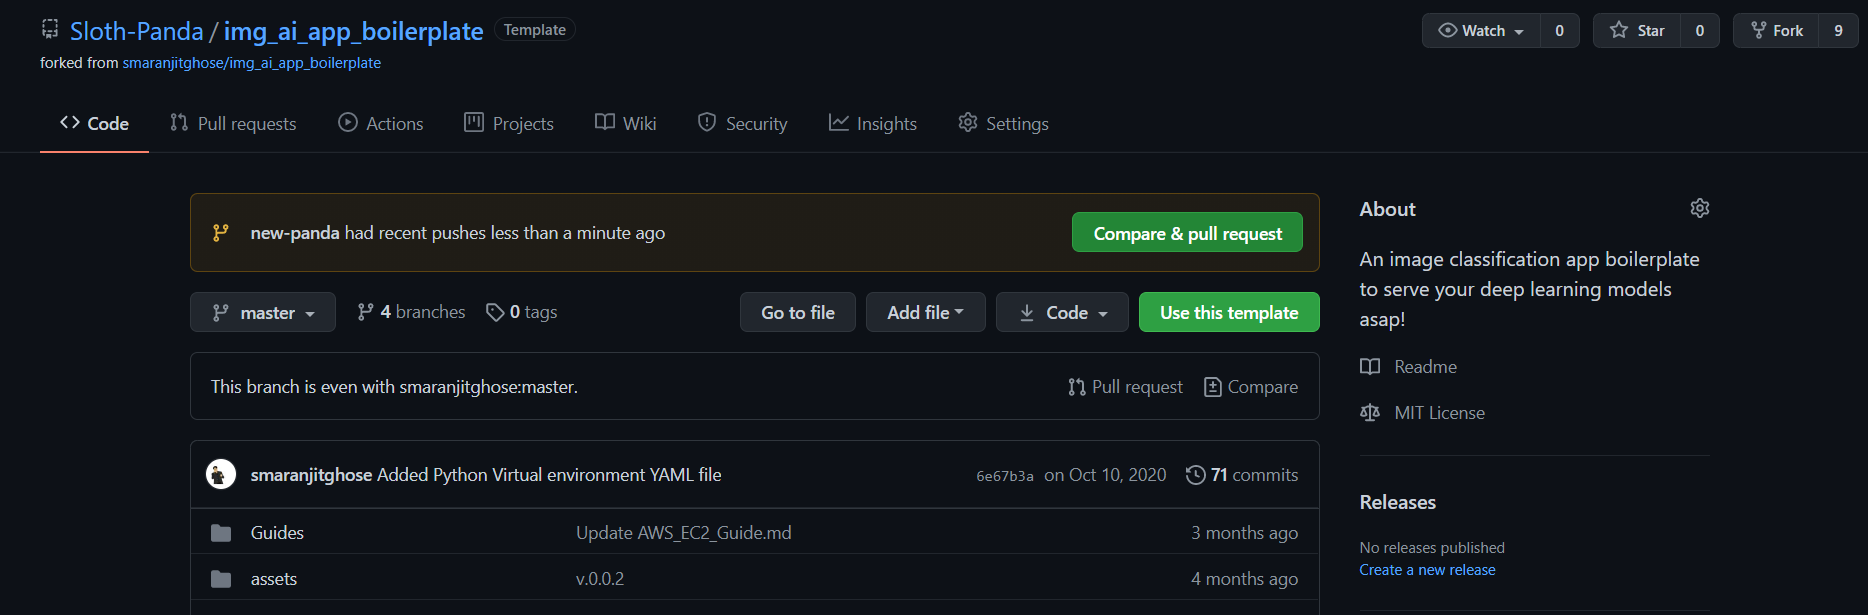 Sloth-Panda / img_ai_app_boilerplate Template Watch 0 Star 0 Fork 9
forked from smaranjitghose/img_ai_app_boilerplate
Code Pull requests Actions Projects Wiki Security Insights Settings
new-panda had recent pushes less than a minute ago Compare & pull request
master 4 branches 0 tags Go to file Add file Code Use this template
This branch is even with smaranjitghose:master. Pull request Compare
smaranjitghose Added Python Virtual environment YAML file 6e67b3a on Oct 10, 2020 71 commits
Guides Update AWS_EC2_Guide.md 3 months ago
assets v.0.0.2 4 months ago
About
An image classification app boilerplate
to serve your deep learning models
asap!
Readme
MIT License
Releases
No releases published
Create a new release